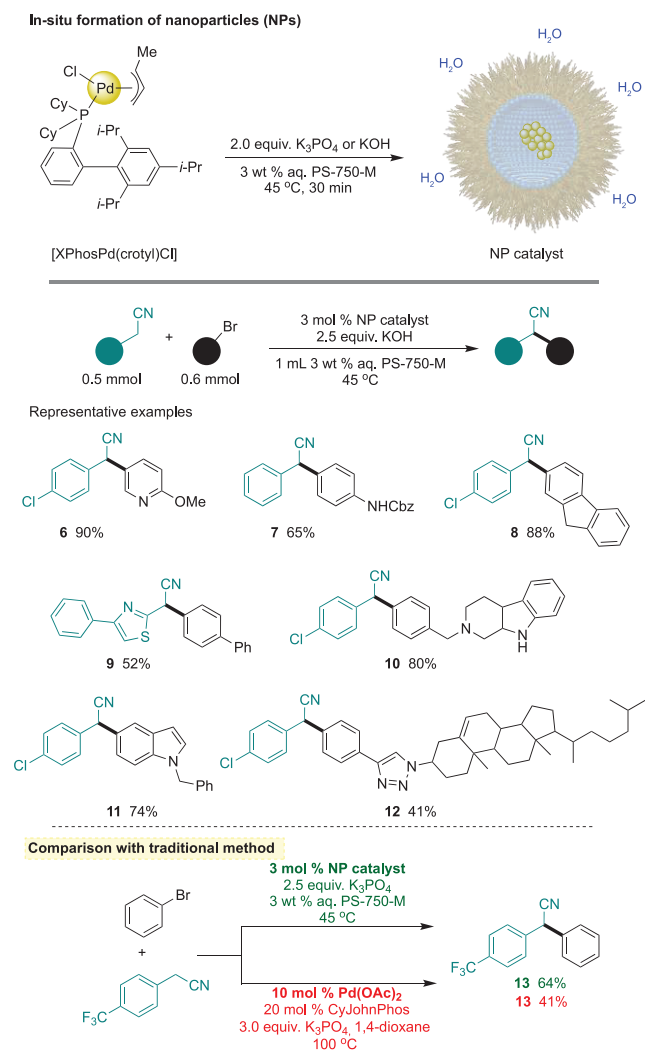 In-situ formation of nanoparticles (NPs)
Me
Cl
Pd
Cy
P
Cy
i-Pr
i-Pr
i-Pr
2.0 equiv. K₃PO₄ or KOH
3 wt % aq. PS-750-M
45 ºC, 30 min
H₂O
H₂O
H₂O
H₂O
H₂O
[XPhosPd(crotyl)Cl]
NP catalyst
CN
+
Br
0.5 mmol
0.6 mmol
3 mol % NP catalyst
2.5 equiv. KOH
1 mL 3 wt % aq. PS-750-M
45 ºC
CN
Representative examples
CN
Cl
N
OMe
6 90%
CN
NHCbz
7 65%
CN
Cl
8 88%
CN
N
S
Ph
9 52%
CN
Cl
N
N
H
10 80%
CN
Cl
N
Ph
11 74%
CN
Cl
N
N=N
12 41%
Comparison with traditional method
Br
+
CN
F₃C
3 mol % NP catalyst
2.5 equiv. K₃PO₄
3 wt % aq. PS-750-M
45 ºC
10 mol % Pd(OAc)₂
20 mol % CyJohnPhos
3.0 equiv. K₃PO₄, 1,4-dioxane
100 ºC
CN
F₃C
13 64%
13 41%